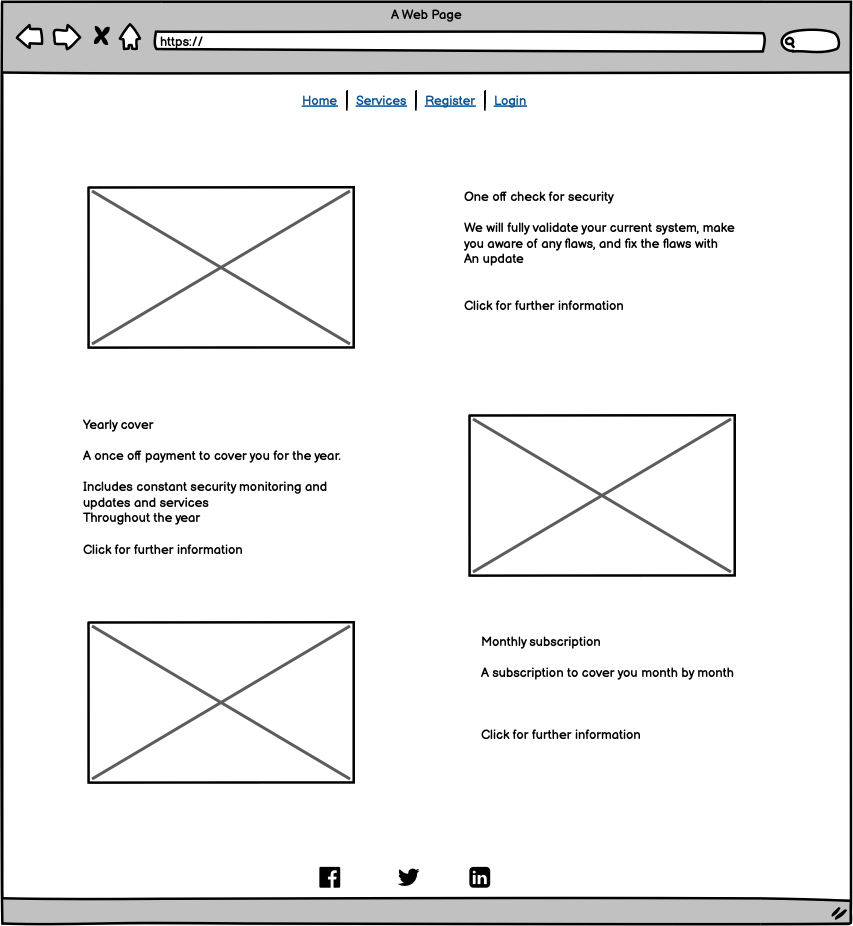 A Web Page
https://
Home | Services | Register | Login
One off check for security
We will fully validate your current system, make
you aware of any flaws, and fix the flaws with
An update
Click for further information
Yearly cover
A once off payment to cover you for the year.
Includes constant security monitoring and
updates and services
Throughout the year
Click for further information
Monthly subscription
A subscription to cover you month by month
Click for further information